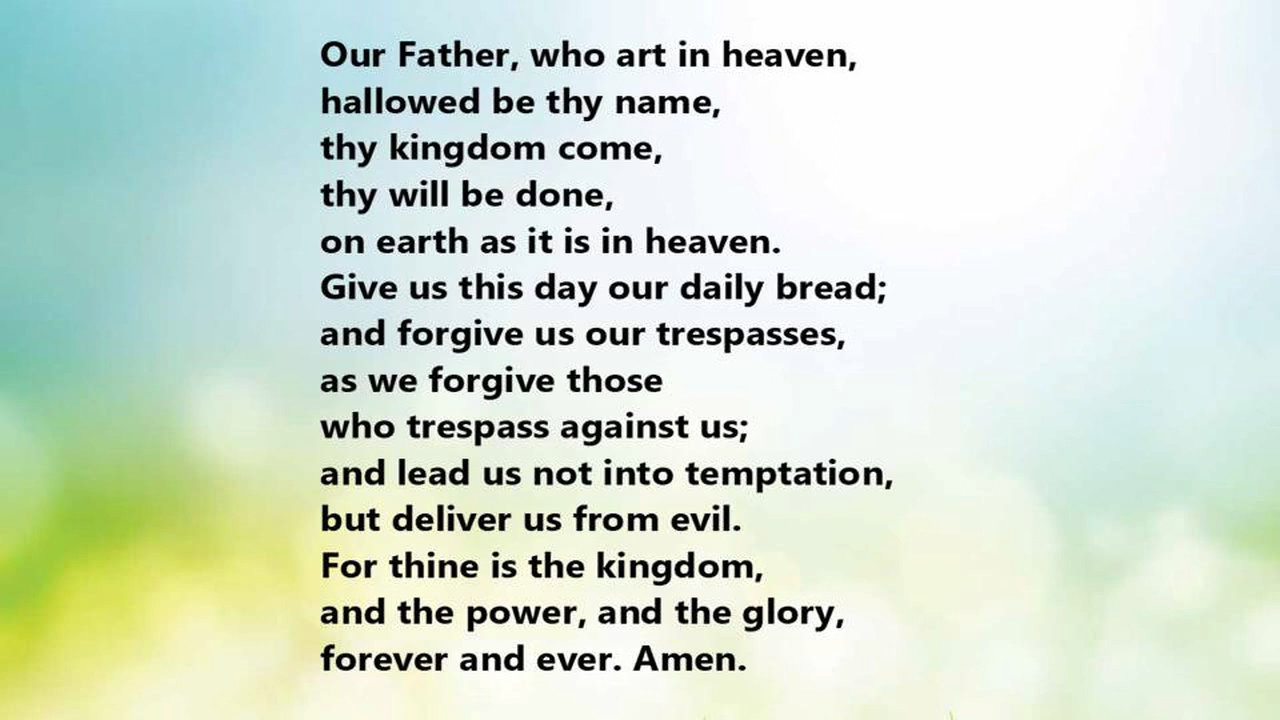 Our Father, who art in heaven,
hallowed be thy name,
thy kingdom come,
thy will be done,
on earth as it is in heaven.
Give us this day our daily bread;
and forgive us our trespasses,
as we forgive those
who trespass against us;
and lead us not into temptation,
but deliver us from evil.
For thine is the kingdom,
and the power, and the glory,
forever and ever. Amen.